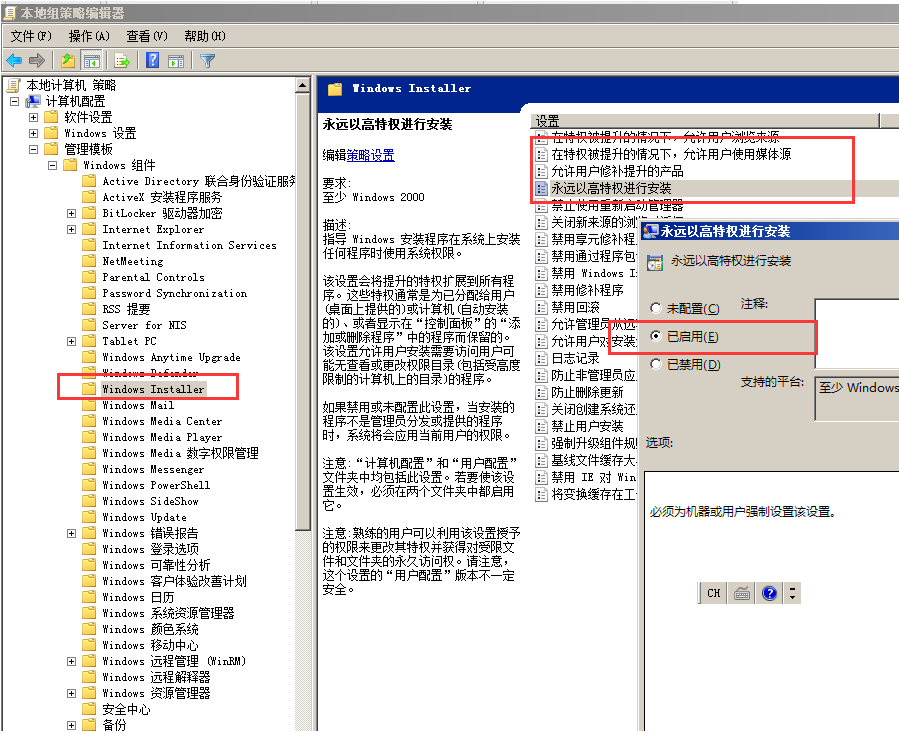 本地组策略编辑器
文件(F) 操作(A) 查看(V) 帮助(H)
本地计算机 策略
计算机配置
软件设置
Windows 设置
管理模板
Windows 组件
Active Directory 联合身份验证服务
ActiveX 安装程序服务
BitLocker 驱动器加密
Internet Explorer
Internet Information Services
NetMeeting
Parental Controls
Password Synchronization
RSS 提要
Server for NIS
Tablet PC
Windows Anytime Upgrade
Windows Defender
Windows Installer
Windows Mail
Windows Media Center
Windows Media Player
Windows Media 数字权限管理
Windows Messenger
Windows PowerShell
Windows SideShow
Windows Update
Windows 错误报告
Windows 登录选项
Windows 可靠性分析
Windows 客户体验改善计划
Windows 日历
Windows 系统资源管理器
Windows 颜色系统
Windows 移动中心
Windows 远程管理 (WinRM)
Windows 远程解释器
Windows 资源管理器
安全中心
备份
Windows Installer
永远以高特权进行安装
编辑策略设置
要求:
至少 Windows 2000
描述:
指导 Windows 安装程序在系统上安装
任何程序时使用系统权限。
该设置会将提升的特权扩展到所有程
序。这些特权通常是为已分配给用户
(桌面上提供的)或计算机(自动安装
的)、或者显示在“控制面板”的“添
加或删除程序”中的程序而保留的。
该设置允许用户安装需要访问用户可
能无查看或更改权限目录(包括受高度
限制的计算机上的目录)的程序。
如果禁用或未配置此设置，当安装的
程序不是管理员分发或提供的程序
时，系统将会应用当前用户的权限。
注意:“计算机配置”和“用户配置”
文件夹中均包括此设置。若要使该设
置生效，必须在两个文件夹中都启用
它。
注意:熟练的用户可以利用该设置授予
的权限来更改其特权并获得对受限文
件和文件夹的永久访问权。请注意，
这个设置的“用户配置”版本不一定
安全。
设置
在特权被提升的情况下，允许用户浏览来源
在特权被提升的情况下，允许用户使用媒体源
允许用户修补提升的产品
永远以高特权进行安装
禁止使用重新启动管理器
关闭新来源的浏
禁用享元修补程
禁用通过程序包
禁用 Windows I
禁用修补程序
禁用回滚
允许管理员从远
允许用户对安装
日志记录
防止非管理员应
防止删除更新
关闭创建系统还
禁止用户安装
强制升级组件规
基线文件缓存大
禁用 IE 对 Win
将变换缓存在工
永远以高特权进行安装
永远以高特权进行安装
未配置(C) 注释:
已启用(E)
已禁用(D)
支持的平台:
至少 Windows
选项:
必须为机器或用户强制设置该设置。
CH